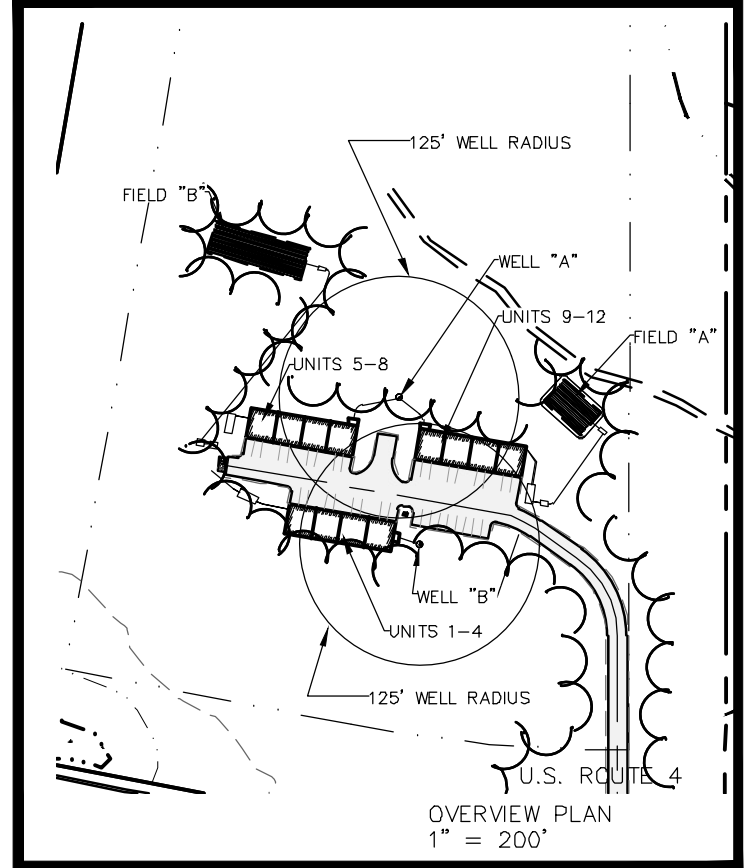 125' WELL RADIUS
FIELD "B"
WELL "A"
UNITS 9-12
FIELD "A"
UNITS 5-8
WELL "B"
UNITS 1-4
125' WELL RADIUS
U.S. ROUTE 4
OVERVIEW PLAN
1" = 200'